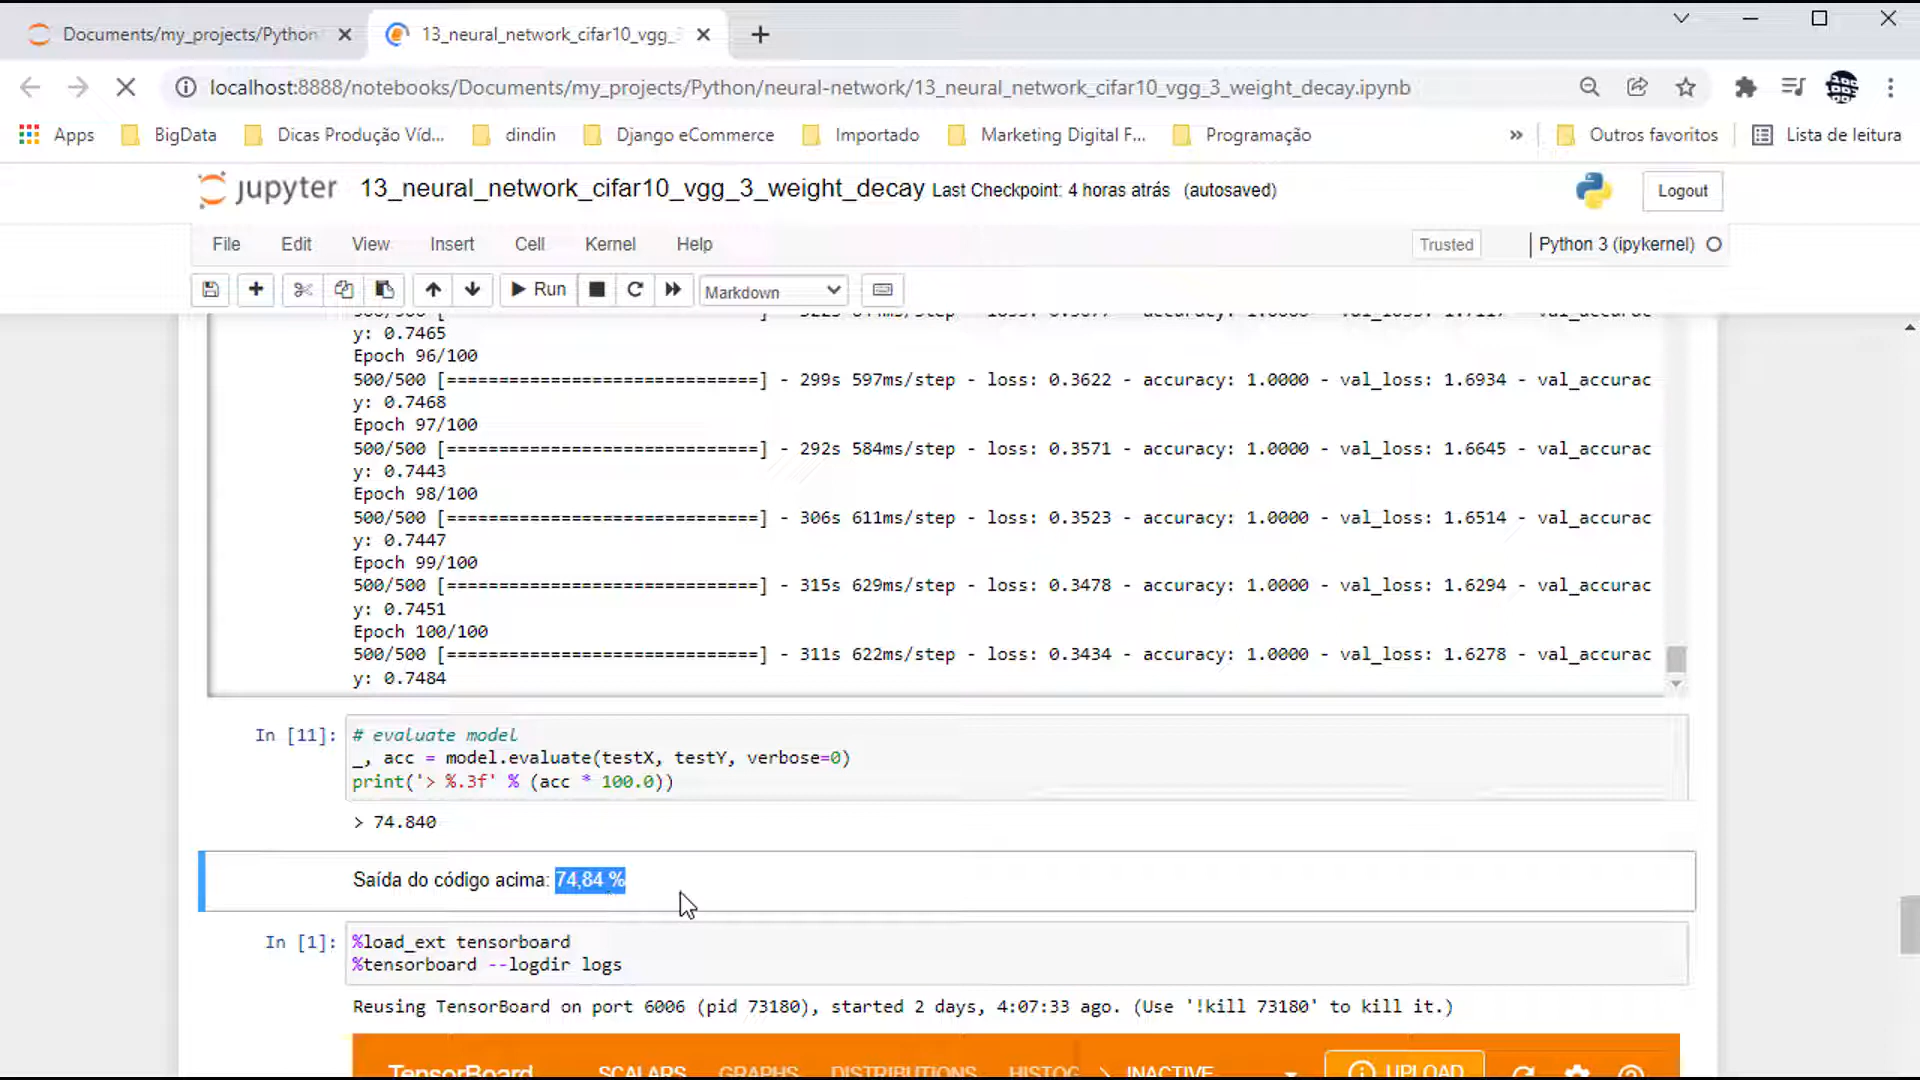 Documents/my_projects/Python
13_neural_network_cifar10_vgg_3
localhost:8888/notebooks/Documents/my_projects/Python/neural-network/13_neural_network_cifar10_vgg_3_weight_decay.ipynb
Apps BigData Dicas Produção Víd... dindin Django eCommerce Importado Marketing Digital F... Programação » Outros favoritos Lista de leitura
jupyter 13_neural_network_cifar10_vgg_3_weight_decay Last Checkpoint: 4 horas atrás (autosaved) Logout
File Edit View Insert Cell Kernel Help Trusted Python 3 (ipykernel)
Run Markdown
y: 0.7465
Epoch 96/100
500/500 [==============================] - 299s 597ms/step - loss: 0.3622 - accuracy: 1.0000 - val_loss: 1.6934 - val_accurac
y: 0.7468
Epoch 97/100
500/500 [==============================] - 292s 584ms/step - loss: 0.3571 - accuracy: 1.0000 - val_loss: 1.6645 - val_accurac
y: 0.7443
Epoch 98/100
500/500 [==============================] - 306s 611ms/step - loss: 0.3523 - accuracy: 1.0000 - val_loss: 1.6514 - val_accurac
y: 0.7447
Epoch 99/100
500/500 [==============================] - 315s 629ms/step - loss: 0.3478 - accuracy: 1.0000 - val_loss: 1.6294 - val_accurac
y: 0.7451
Epoch 100/100
500/500 [==============================] - 311s 622ms/step - loss: 0.3434 - accuracy: 1.0000 - val_loss: 1.6278 - val_accurac
y: 0.7484
In [11]: # evaluate model
_, acc = model.evaluate(testX, testY, verbose=0)
print('> %.3f' % (acc * 100.0))
> 74.840
Saída do código acima: 74,84 %
In [1]: %load_ext tensorboard
%tensorboard --logdir logs
Reusing TensorBoard on port 6006 (pid 73180), started 2 days, 4:07:33 ago. (Use '!kill 73180' to kill it.)
TensorBoard SCALARS GRAPHS DISTRIBUTIONS HISTOG INACTIVE UPLOAD